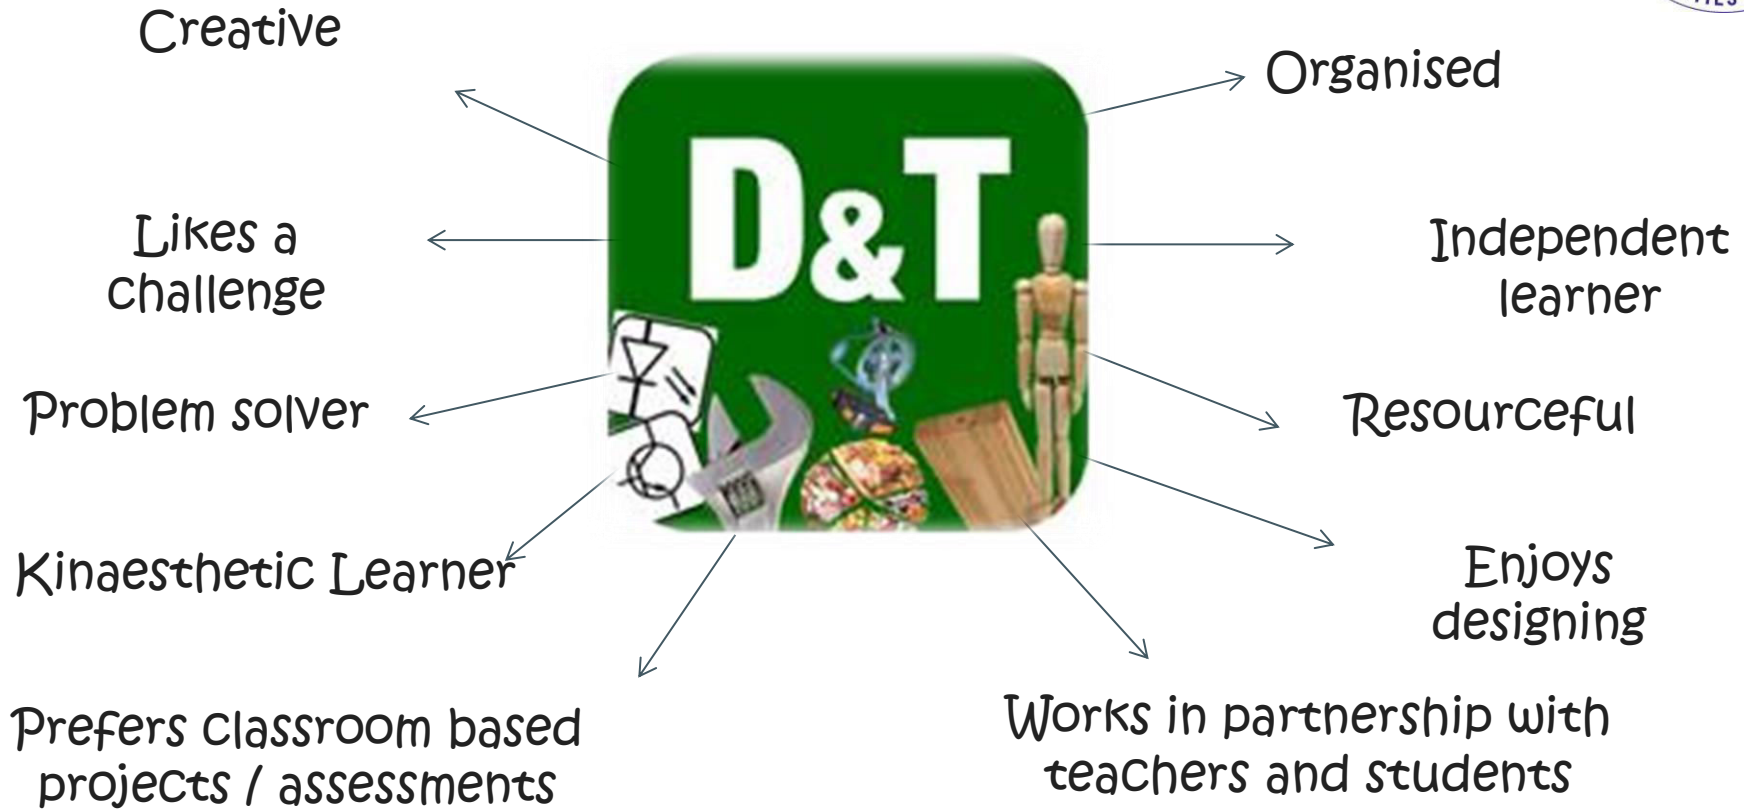 Creative
Organised
D&T
Likes a
challenge
Independent
learner
Problem solver
Resourceful
Kinaesthetic Learner
Enjoys
designing
Prefers classroom based
projects / assessments
Works in partnership with
teachers and students